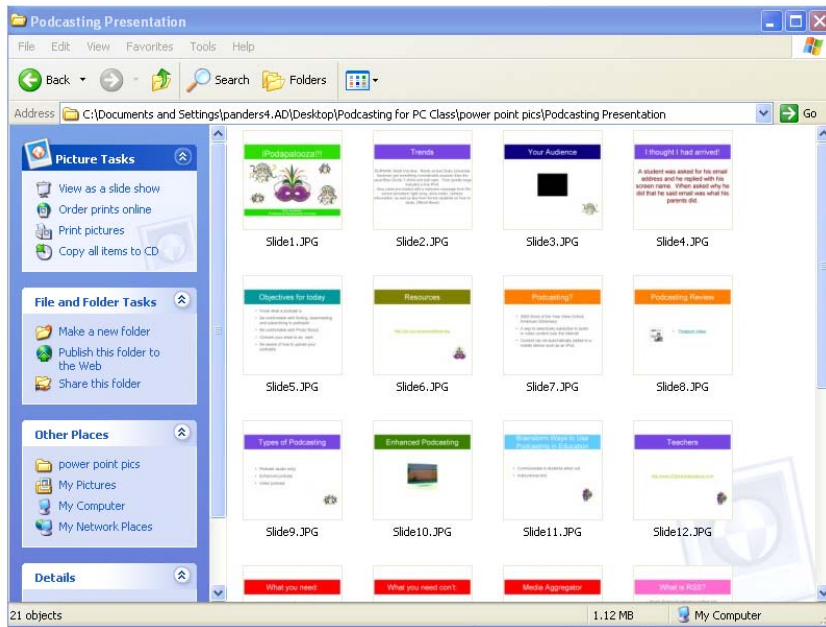 Podcasting Presentation
File Edit View Favorites Tools Help
Back Search Folders
Address C:\Documents and Settings\panders4.AD\Desktop\Podcasting for PC Class\power point pics\Podcasting Presentation Go
Picture Tasks
View as a slide show
Order prints online
Print pictures
Copy all items to CD
File and Folder Tasks
Make a new folder
Publish this folder to
the Web
Share this folder
Other Places
power point pics
My Pictures
My Computer
My Network Places
Details
iPodapalooza!!!
Slide1.JPG
Trends
Slide2.JPG
Your Audience
Slide3.JPG
I thought I had arrived!
A student was asked for his email
address and he replied with his
screen name. When asked why he
did that he said email was what his
parents did.
Slide4.JPG
Objectives for today
Slide5.JPG
Resources
Slide6.JPG
Podcasting?
Slide7.JPG
Podcasting Review
Slide8.JPG
Types of Podcasting
Slide9.JPG
Enhanced Podcasting
Slide10.JPG
Brainstorm Ways to Use
Podcasting in Education
Slide11.JPG
Teachers
Slide12.JPG
What you need:
What you need con't:
Media Aggregator
What is RSS?
21 objects 1.12 MB My Computer